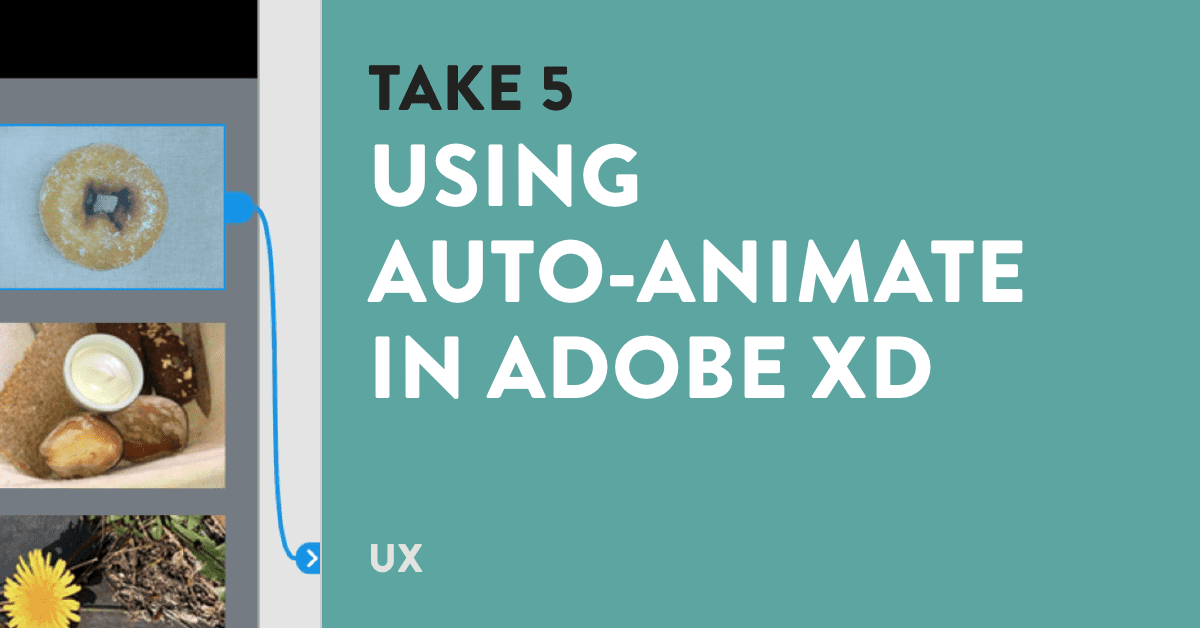 TAKE 5
USING
AUTO-ANIMATE
IN ADOBE XD
UX